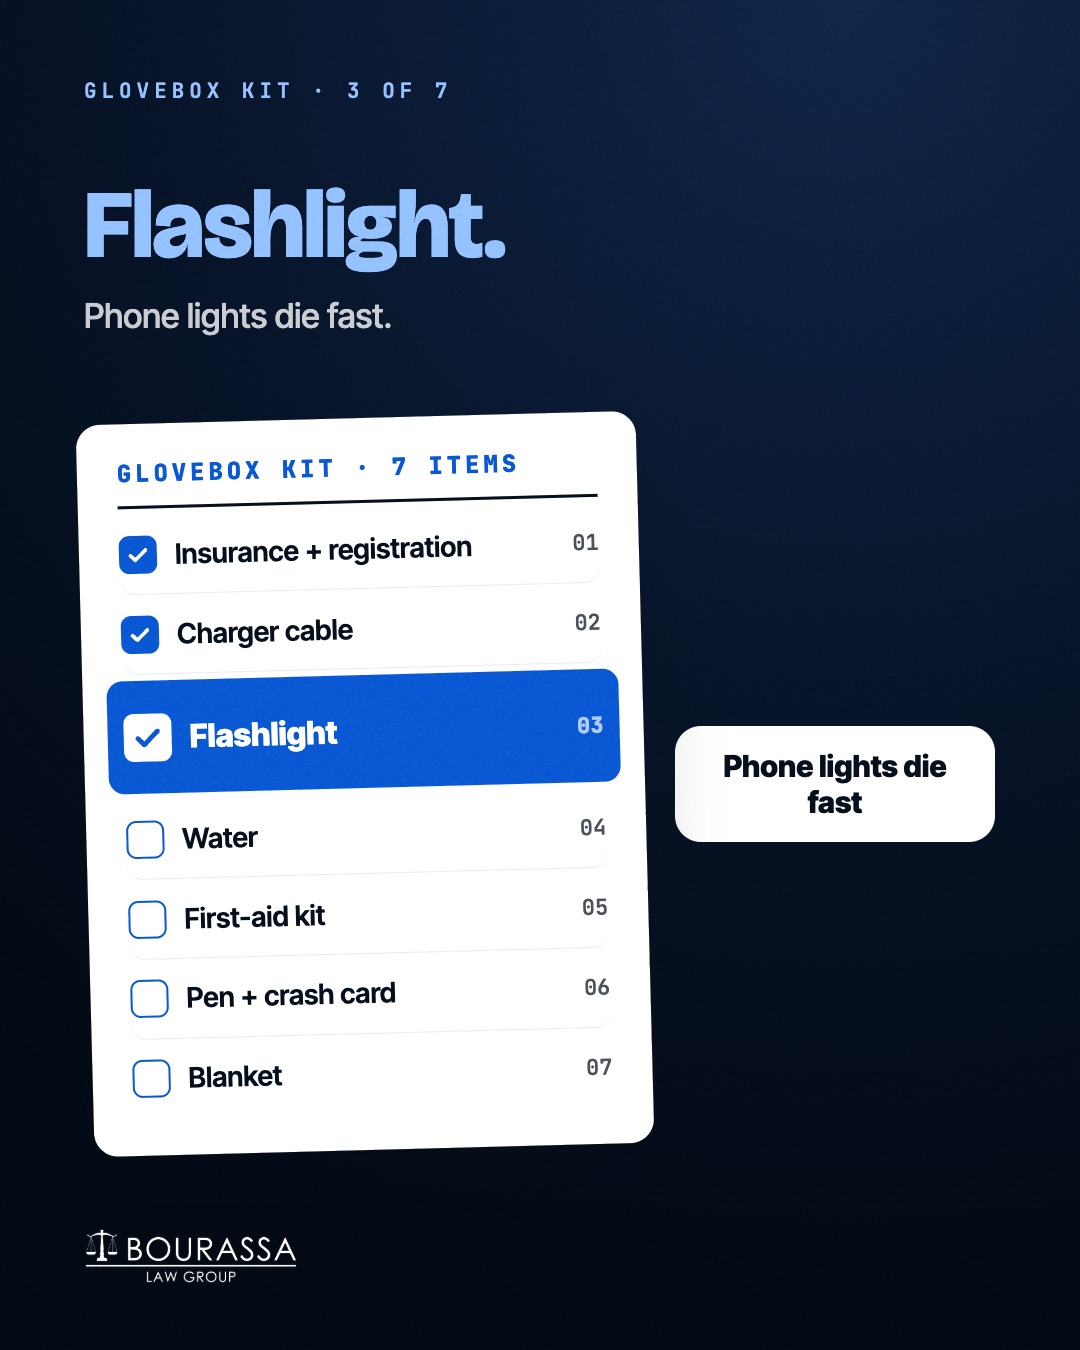 GLOVEBOX KIT · 3 OF 7
Flashlight.
Phone lights die fast.
GLOVEBOX KIT · 7 ITEMS
Insurance + registration 01
Charger cable 02
Flashlight 03
Water 04
First-aid kit 05
Pen + crash card 06
Blanket 07
Phone lights die
fast
BOURASSA
LAW GROUP